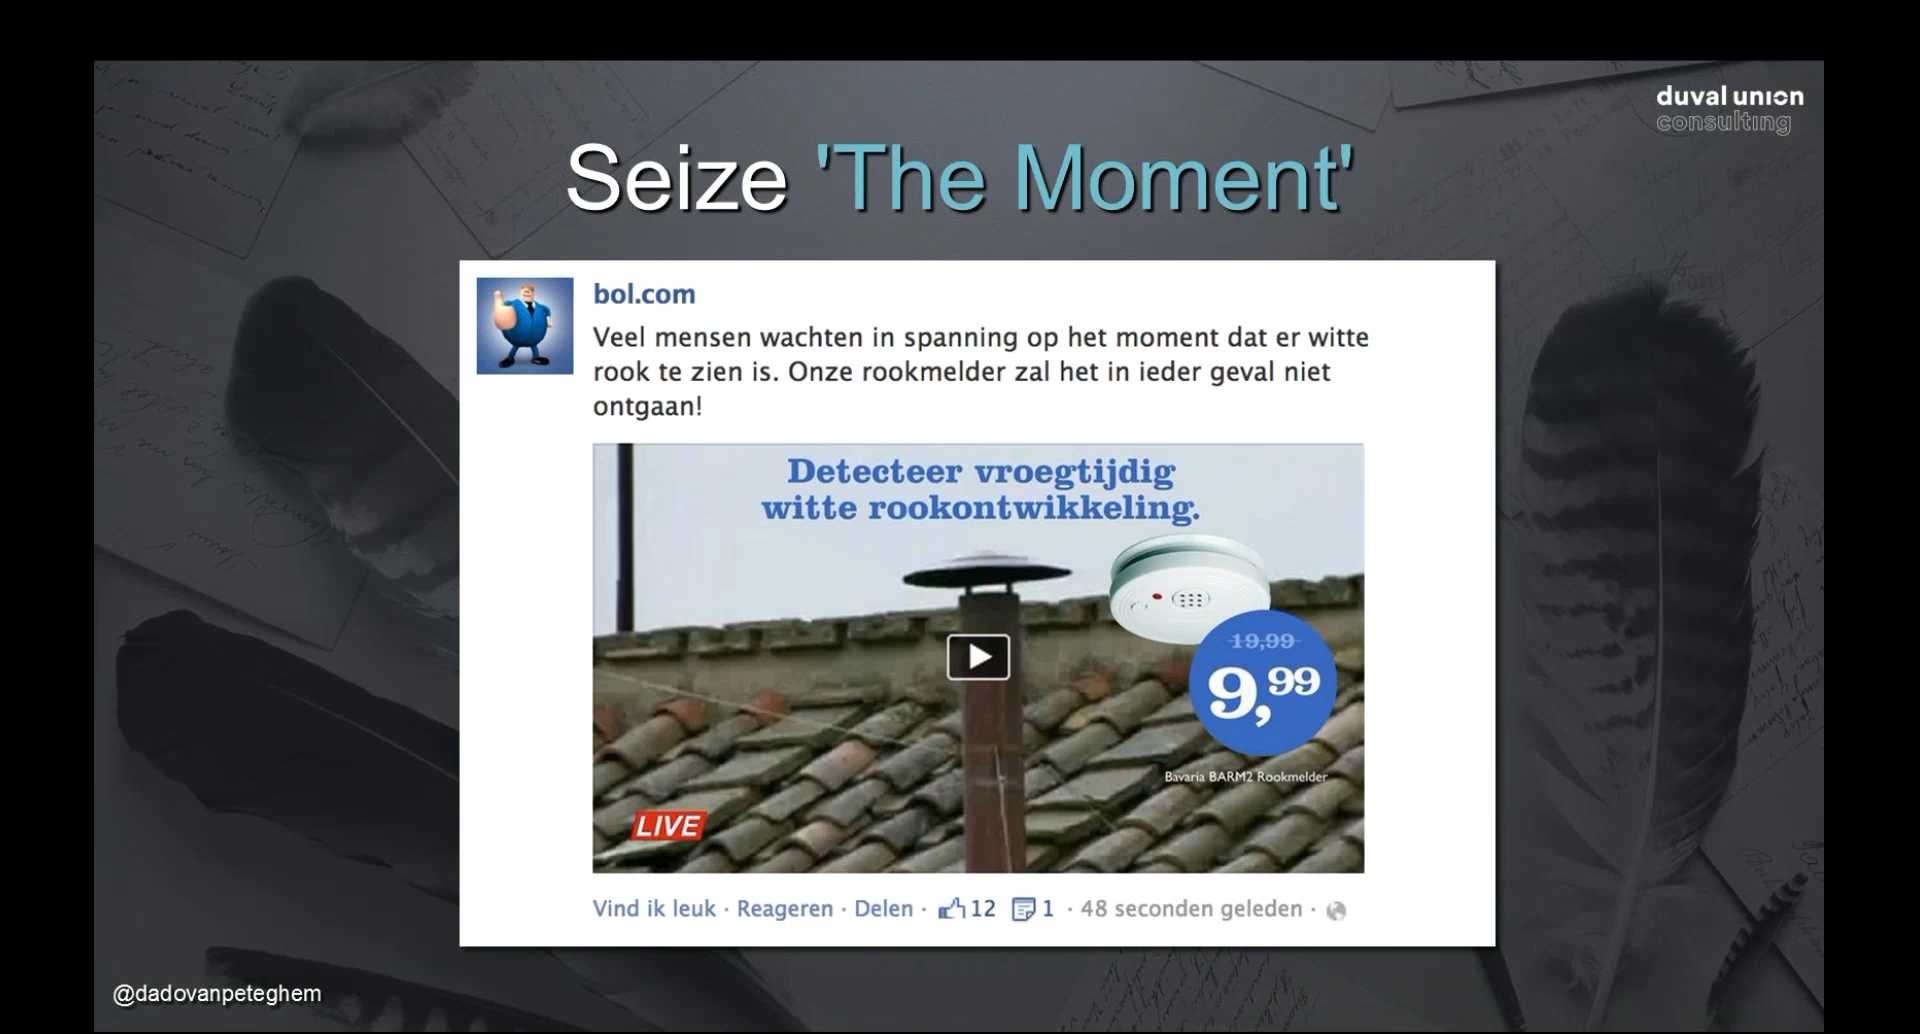 duval union
consulting
Seize 'The Moment'
bol.com
Veel mensen wachten in spanning op het moment dat er witte
rook te zien is. Onze rookmelder zal het in ieder geval niet
ontgaan!
Detecteer vroegtijdig
witte rookontwikkeling.
19,99
9,99
Bavaria BARM2 Rookmelder
LIVE
Vind ik leuk · Reageren · Delen · 12 1 · 48 seconden geleden ·
@dadovanpeteghem